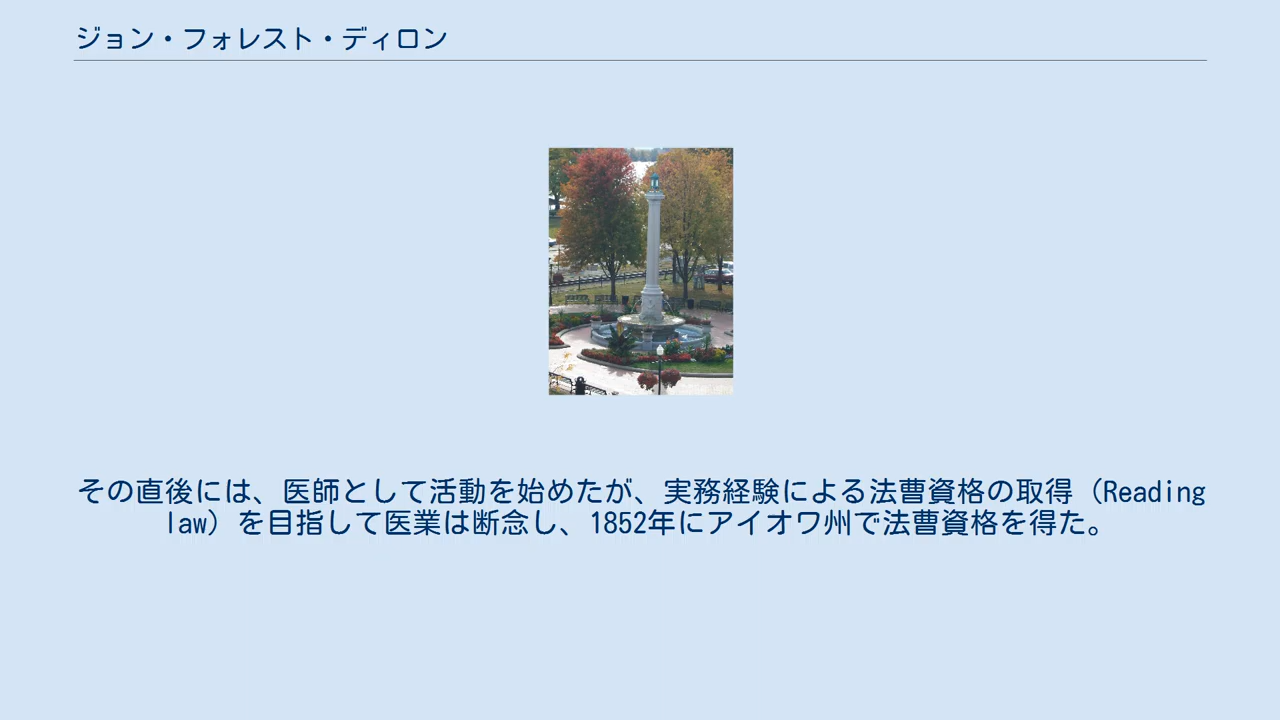 ジョン・フォレスト・ディロン
その直後には、医師として活動を始めたが、実務経験による法曹資格の取得（Reading
law）を目指して医業は断念し、1852年にアイオワ州で法曹資格を得た。